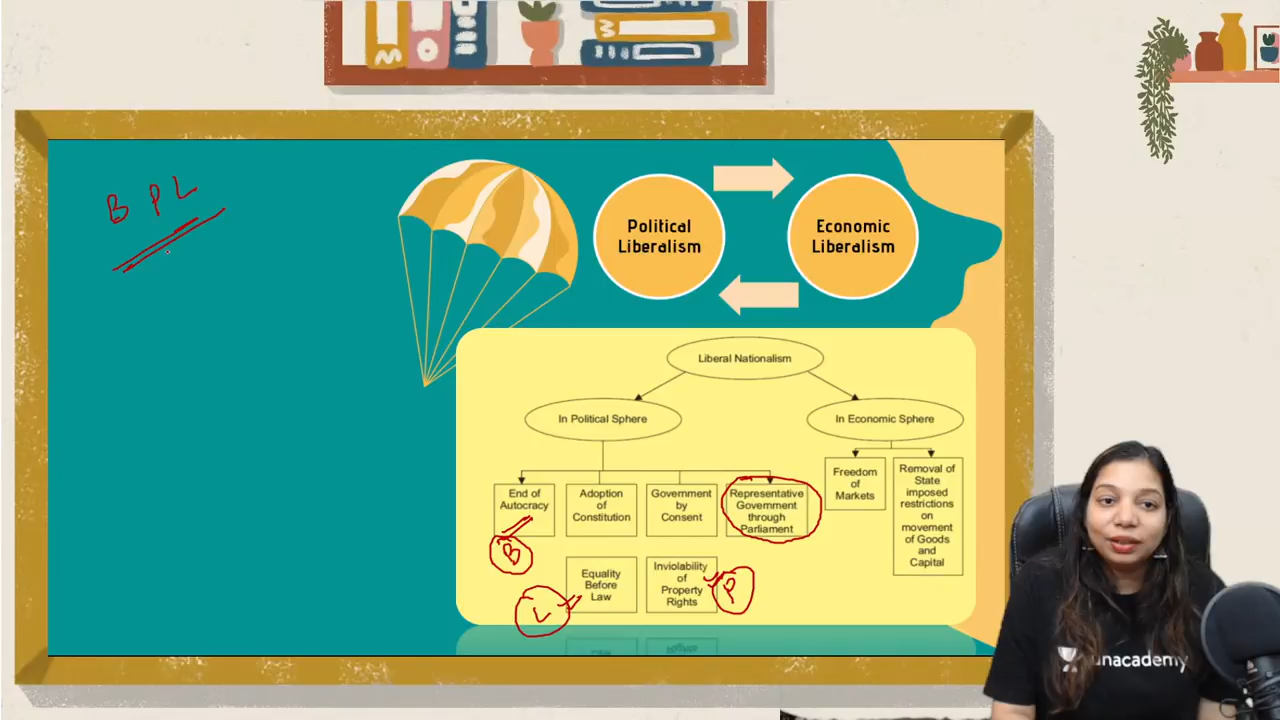 B P L
Political
Liberalism
Economic
Liberalism
Liberal Nationalism
In Political Sphere
In Economic Sphere
End of
Autocracy
Adoption
of
Constitution
Government
by
Consent
Representative
Government
through
Parliament
Freedom
of
Markets
Removal of
State
imposed
restrictions
on
movement
of Goods
and
Capital
B
Equality
Before
Law
L
Inviolability
of
Property
Rights
P
unacademy